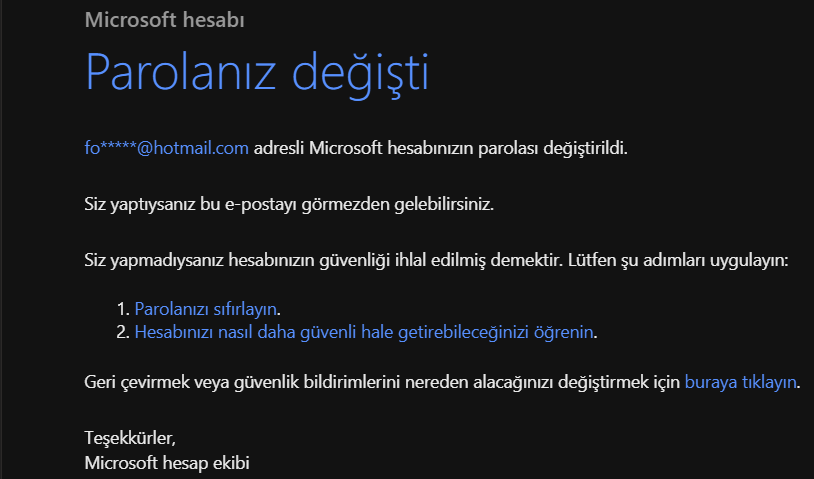 Microsoft hesabı
Parolanız değişti
fo*****@hotmail.com adresli Microsoft hesabınızın parolası değiştirildi.
Siz yaptıysanız bu e-postayı görmezden gelebilirsiniz.
Siz yapmadıysanız hesabınızın güvenliği ihlal edilmiş demektir. Lütfen şu adımları uygulayın:
1. Parolanızı sıfırlayın.
2. Hesabınızı nasıl daha güvenli hale getirebileceğinizi öğrenin.
Geri çevirmek veya güvenlik bildirimlerini nereden alacağınızı değiştirmek için buraya tıklayın.
Teşekkürler,
Microsoft hesap ekibi